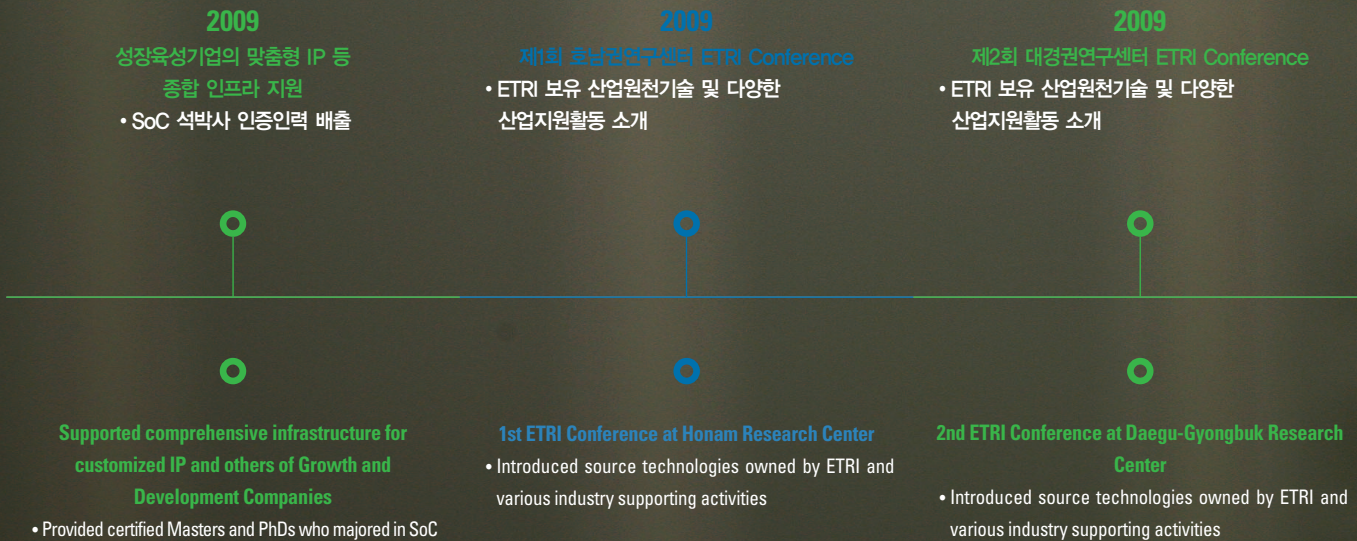 2009
성장육성기업의 맞춤형 IP 등
종합 인프라 지원
• SoC 석박사 인증인력 배출
2009
제1회 호남권연구센터 ETRI Conference
• ETRI 보유 산업원천기술 및 다양한
산업지원활동 소개
2009
제2회 대경권연구센터 ETRI Conference
• ETRI 보유 산업원천기술 및 다양한
산업지원활동 소개
Supported comprehensive infrastructure for
customized IP and others of Growth and
Development Companies
• Provided certified Masters and PhDs who majored in SoC
1st ETRI Conference at Honam Research Center
• Introduced source technologies owned by ETRI and
various industry supporting activities
2nd ETRI Conference at Daegu-Gyongbuk Research
Center
• Introduced source technologies owned by ETRI and
various industry supporting activities